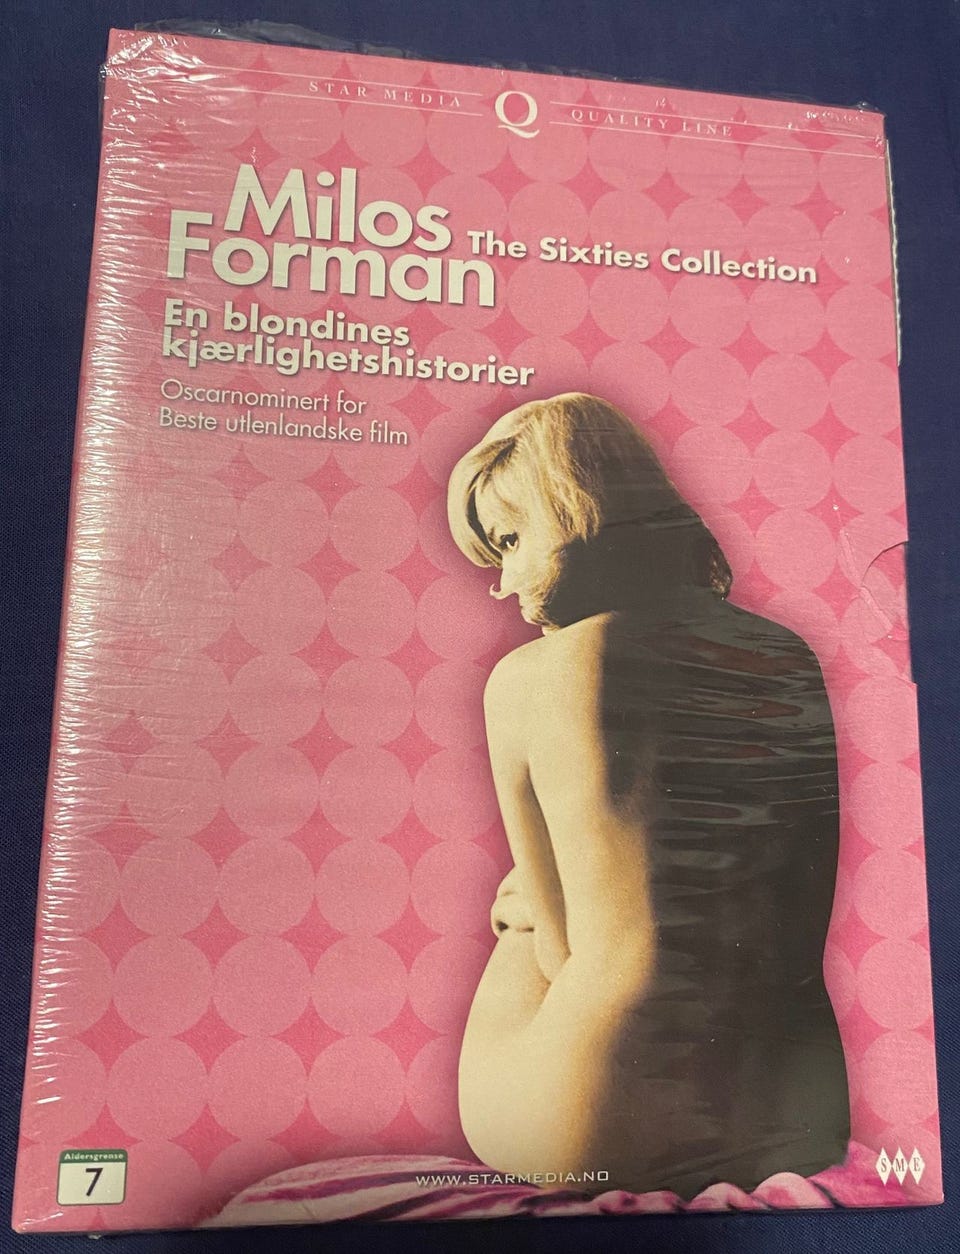 STAR MEDIA Q QUALITY LINE
Milos
Forman The Sixties Collection
En blondines
kjærlighetshistorier
Oscarnominert for
Beste utlenlandske film
Aldersgrense
7
WWW.STARMEDIA.NO
SME